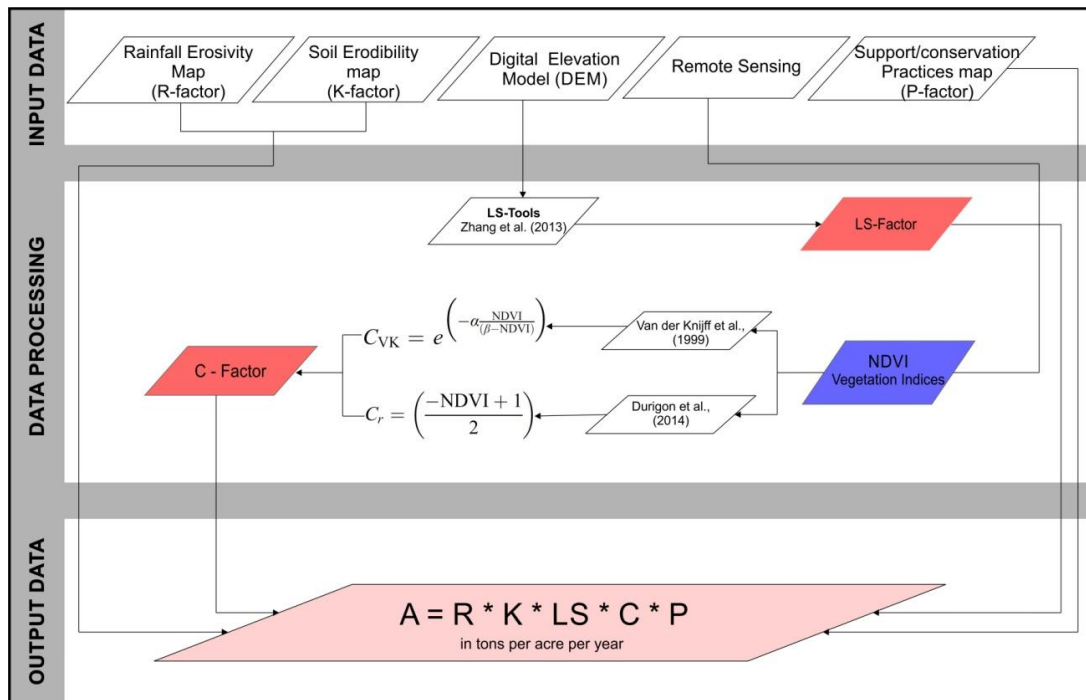 INPUT DATA
Rainfall Erosivity
Map
(R-factor)
Soil Erodibility
map
(K-factor)
Digital Elevation
Model (DEM)
Remote Sensing
Support/conservation
Practices map
(P-factor)
DATA PROCESSING
LS-Tools
Zhang et al. (2013)
LS-Factor
C_VK = e^(-α NDVI/(β−NDVI))
Van der Knijff et al.,
(1999)
C - Factor
NDVI
Vegetation Indices
C_r = ((-NDVI + 1)/2)
Durigon et al.,
(2014)
OUTPUT DATA
A = R * K * LS * C * P
in tons per acre per year